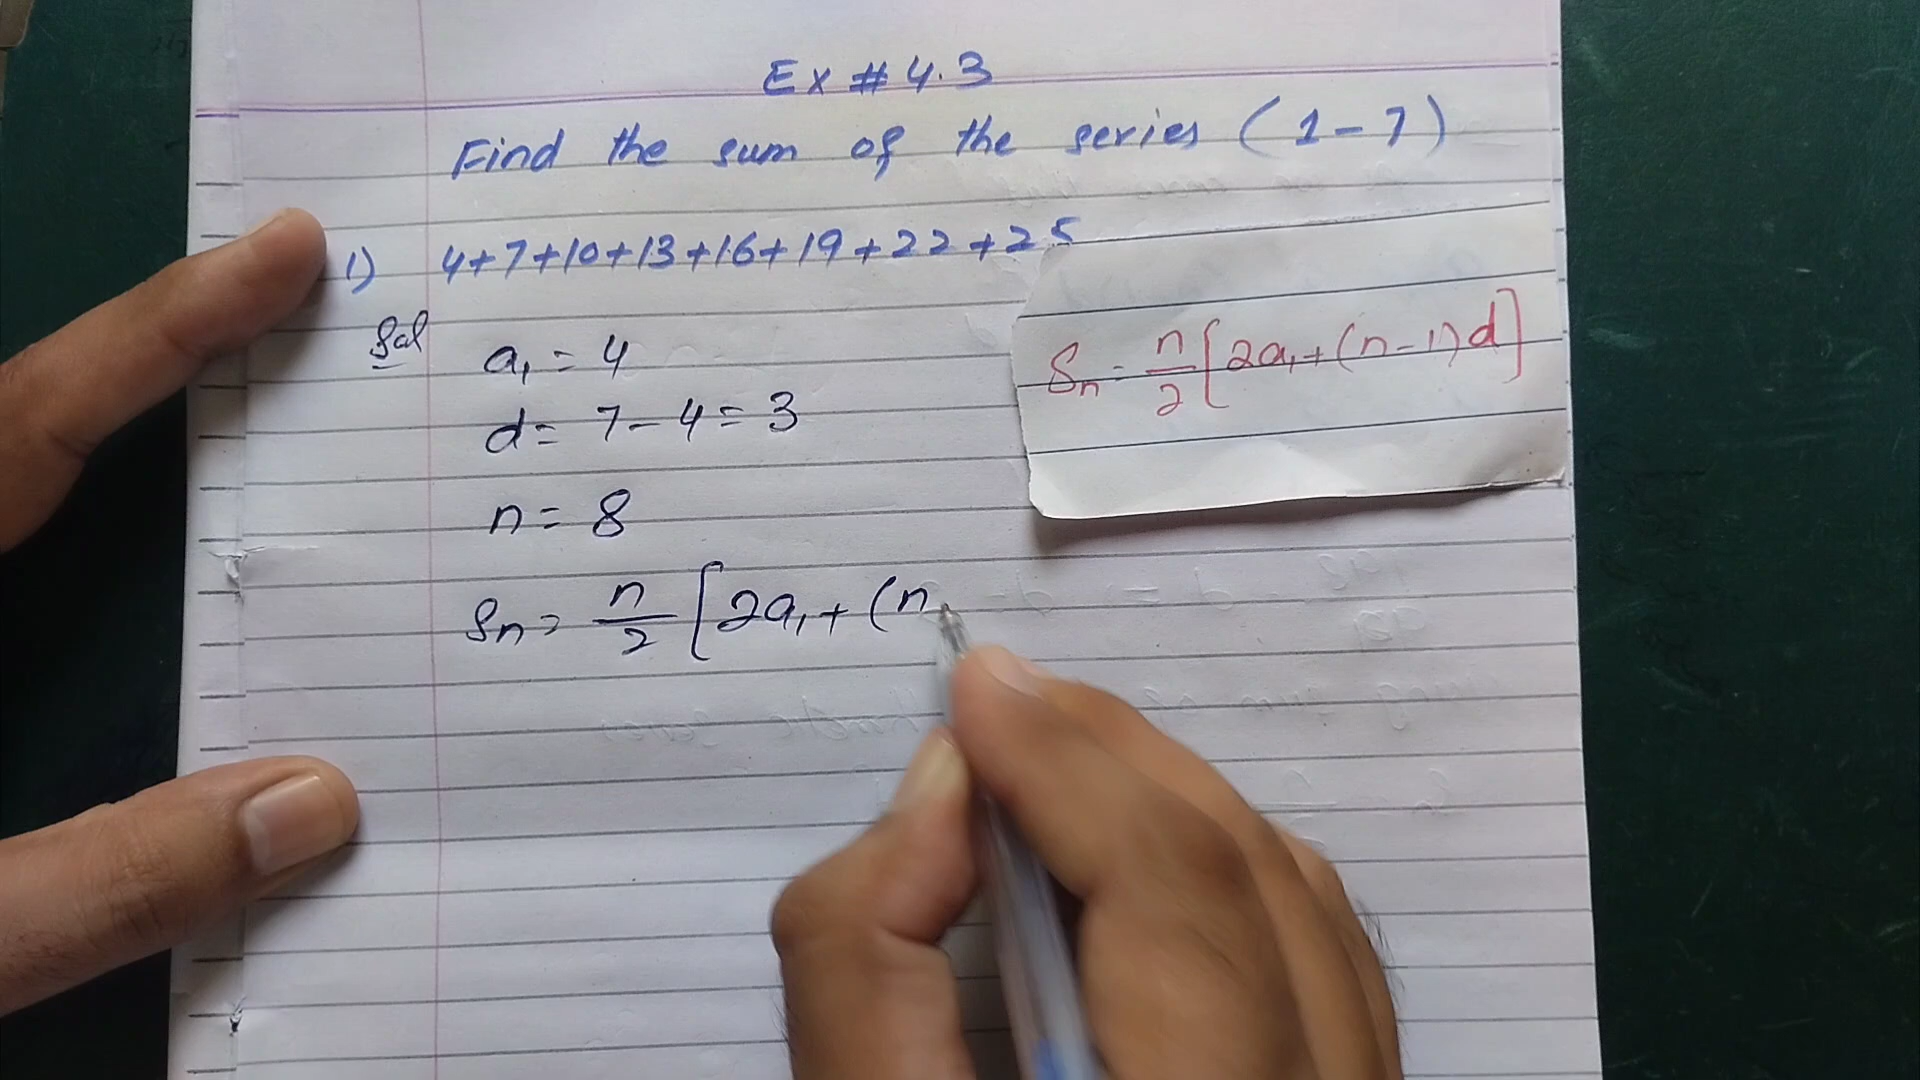 Ex # 4.3
Find the sum of the series (1-7)
1) 4+7+10+13+16+19+22+25
Sol
a₁ = 4
Sn = n/2 [2a₁+(n-1)d]
d = 7-4 = 3
n = 8
Sn = n/2 [2a₁+(n